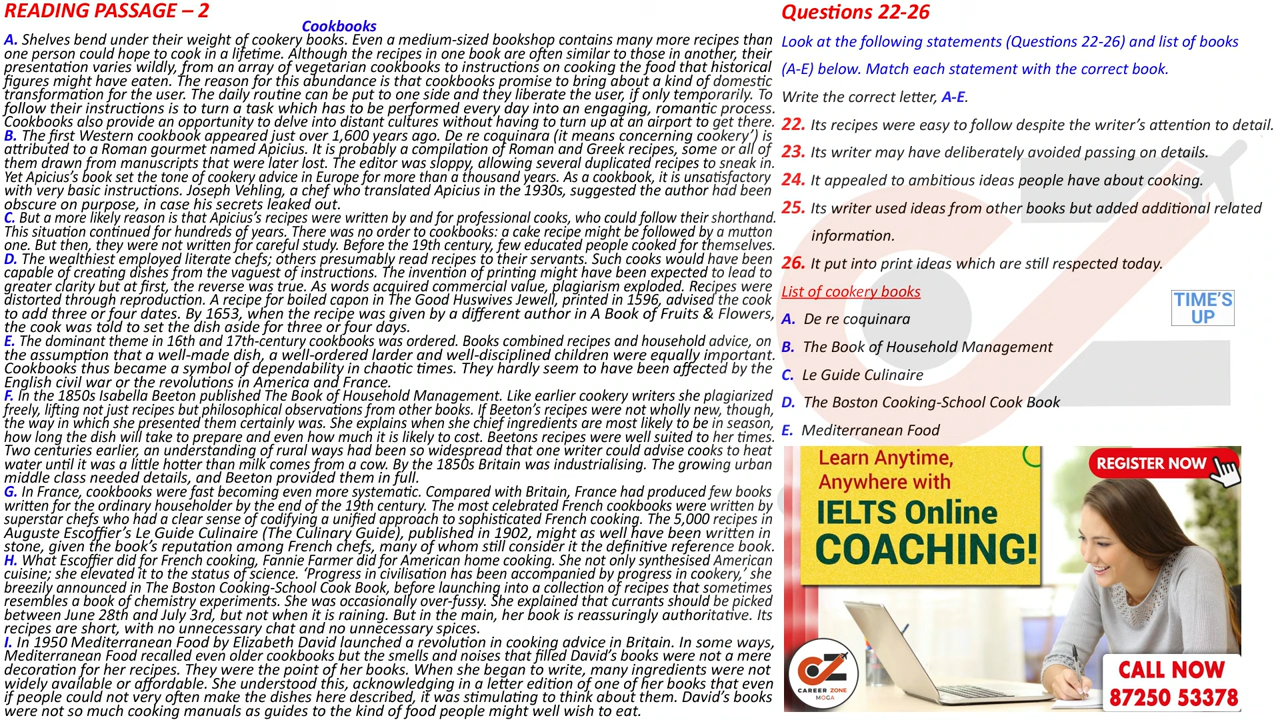 READING PASSAGE – 2
Cookbooks
A. Shelves bend under their weight of cookery books. Even a medium-sized bookshop contains many more recipes than
one person could hope to cook in a lifetime. Although the recipes in one book are often similar to those in another, their
presentation varies wildly, from an array of vegetarian cookbooks to instructions on cooking the food that historical
figures might have eaten. The reason for this abundance is that cookbooks promise to bring about a kind of domestic
transformation for the user. The daily routine can be put to one side and they liberate the user, if only temporarily. To
follow their instructions is to turn a task which has to be performed every day into an engaging, romantic process.
Cookbooks also provide an opportunity to delve into distant cultures without having to turn up at an airport to get there.
B. The first Western cookbook appeared just over 1,600 years ago. De re coquinara (it means concerning cookery’) is
attributed to a Roman gourmet named Apicius. It is probably a compilation of Roman and Greek recipes, some or all of
them drawn from manuscripts that were later lost. The editor was sloppy, allowing several duplicated recipes to sneak in.
Yet Apicius’s book set the tone of cookery advice in Europe for more than a thousand years. As a cookbook, it is unsatisfactory
with very basic instructions. Joseph Vehling, a chef who translated Apicius in the 1930s, suggested the author had been
obscure on purpose, in case his secrets leaked out.
C. But a more likely reason is that Apicius’s recipes were written by and for professional cooks, who could follow their shorthand.
This situation continued for hundreds of years. There was no order to cookbooks: a cake recipe might be followed by a mutton
one. But then, they were not written for careful study. Before the 19th century, few educated people cooked for themselves.
D. The wealthiest employed literate chefs; others presumably read recipes to their servants. Such cooks would have been
capable of creating dishes from the vaguest of instructions. The invention of printing might have been expected to lead to
greater clarity but at first, the reverse was true. As words acquired commercial value, plagiarism exploded. Recipes were
distorted through reproduction. A recipe for boiled capon in The Good Huswives Jewell, printed in 1596, advised the cook
to add three or four dates. By 1653, when the recipe was given by a different author in A Book of Fruits & Flowers,
the cook was told to set the dish aside for three or four days.
E. The dominant theme in 16th and 17th-century cookbooks was ordered. Books combined recipes and household advice, on
the assumption that a well-made dish, a well-ordered larder and well-disciplined children were equally important.
Cookbooks thus became a symbol of dependability in chaotic times. They hardly seem to have been affected by the
English civil war or the revolutions in America and France.
F. In the 1850s Isabella Beeton published The Book of Household Management. Like earlier cookery writers she plagiarized
freely, lifting not just recipes but philosophical observations from other books. If Beeton’s recipes were not wholly new, though,
the way in which she presented them certainly was. She explains when she chief ingredients are most likely to be in season,
how long the dish will take to prepare and even how much it is likely to cost. Beetons recipes were well suited to her times.
Two centuries earlier, an understanding of rural ways had been so widespread that one writer could advise cooks to heat
water until it was a little hotter than milk comes from a cow. By the 1850s Britain was industrialising. The growing urban
middle class needed details, and Beeton provided them in full.
G. In France, cookbooks were fast becoming even more systematic. Compared with Britain, France had produced few books
written for the ordinary householder by the end of the 19th century. The most celebrated French cookbooks were written by
superstar chefs who had a clear sense of codifying a unified approach to sophisticated French cooking. The 5,000 recipes in
Auguste Escoffier’s Le Guide Culinaire (The Culinary Guide), published in 1902, might as well have been written in
stone, given the book’s reputation among French chefs, many of whom still consider it the definitive reference book.
H. What Escoffier did for French cooking, Fannie Farmer did for American home cooking. She not only synthesised American
cuisine; she elevated it to the status of science. ‘Progress in civilisation has been accompanied by progress in cookery,’ she
breezily announced in The Boston Cooking-School Cook Book, before launching into a collection of recipes that sometimes
resembles a book of chemistry experiments. She was occasionally over-fussy. She explained that currants should be picked
between June 28th and July 3rd, but not when it is raining. But in the main, her book is reassuringly authoritative. Its
recipes are short, with no unnecessary chat and no unnecessary spices.
I. In 1950 Mediterranean Food by Elizabeth David launched a revolution in cooking advice in Britain. In some ways,
Mediterranean Food recalled even older cookbooks but the smells and noises that filled David’s books were not a mere
decoration for her recipes. They were the point of her books. When she began to write, many ingredients were not
widely available or affordable. She understood this, acknowledging in a letter edition of one of her books that even
if people could not very often make the dishes here described, it was stimulating to think about them. David’s books
were not so much cooking manuals as guides to the kind of food people might well wish to eat.
Questions 22-26
Look at the following statements (Questions 22-26) and list of books
(A-E) below. Match each statement with the correct book.
Write the correct letter, A-E.
22. Its recipes were easy to follow despite the writer’s attention to detail.
23. Its writer may have deliberately avoided passing on details.
24. It appealed to ambitious ideas people have about cooking.
25. Its writer used ideas from other books but added additional related
information.
26. It put into print ideas which are still respected today.
List of cookery books
A. De re coquinara
B. The Book of Household Management
C. Le Guide Culinaire
D. The Boston Cooking-School Cook Book
E. Mediterranean Food
TIME’S
UP
Learn Anytime,
Anywhere with
IELTS Online
COACHING!
REGISTER NOW
CAREER ZONE
MOGA
CALL NOW
87250 53378